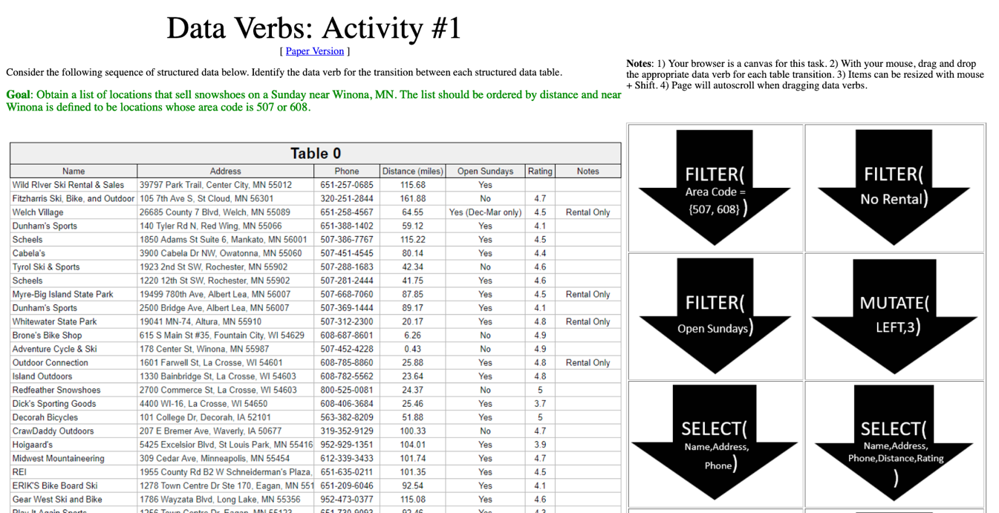 Data Verbs: Activity #1
[ Paper Version ]
Consider the following sequence of structured data below. Identify the data verb for the transition between each structured data table.
Goal: Obtain a list of locations that sell snowshoes on a Sunday near Winona, MN. The list should be ordered by distance and near
Winona is defined to be locations whose area code is 507 or 608.
Notes: 1) Your browser is a canvas for this task. 2) With your mouse, drag and drop
the appropriate data verb for each table transition. 3) Items can be resized with mouse
+ Shift. 4) Page will autoscroll when dragging data verbs.
Table 0
Name Address Phone Distance (miles) Open Sundays Rating Notes
Wild RIver Ski Rental & Sales 39797 Park Trail, Center City, MN 55012 651-257-0685 115.68 Yes
Fitzharris Ski, Bike, and Outdoor 105 7th Ave S, St Cloud, MN 56301 320-251-2844 161.88 No 4.7
Welch Village 26685 County 7 Blvd, Welch, MN 55089 651-258-4567 64.55 Yes (Dec-Mar only) 4.5 Rental Only
Dunham's Sports 140 Tyler Rd N, Red Wing, MN 55066 651-388-1402 59.12 Yes 4.1
Scheels 1850 Adams St Suite 6, Mankato, MN 56001 507-386-7767 115.22 Yes 4.5
Cabela's 3900 Cabela Dr NW, Owatonna, MN 55060 507-451-4545 80.14 Yes 4.4
Tyrol Ski & Sports 1923 2nd St SW, Rochester, MN 55902 507-288-1683 42.34 No 4.6
Scheels 1220 12th St SW, Rochester, MN 55902 507-281-2444 41.75 Yes 4.6
Myre-Big Island State Park 19499 780th Ave, Albert Lea, MN 56007 507-668-7060 87.85 Yes 4.5 Rental Only
Dunham's Sports 2500 Bridge Ave, Albert Lea, MN 56007 507-369-1444 89.17 Yes 4.1
Whitewater State Park 19041 MN-74, Altura, MN 55910 507-312-2300 20.17 Yes 4.8 Rental Only
Brone's Bike Shop 615 S Main St #35, Fountain City, WI 54629 608-687-8601 6.26 No 4.9
Adventure Cycle & Ski 178 Center St, Winona, MN 55987 507-452-4228 0.43 No 4.9
Outdoor Connection 1601 Farwell St, La Crosse, WI 54601 608-785-8860 25.88 Yes 4.8 Rental Only
Island Outdoors 1330 Bainbridge St, La Crosse, WI 54603 608-782-5562 23.64 Yes 4.8
Redfeather Snowshoes 2700 Commerce St, La Crosse, WI 54603 800-525-0081 24.37 No 5
Dick's Sporting Goods 4400 WI-16, La Crosse, WI 54650 608-406-3684 25.46 Yes 3.7
Decorah Bicycles 101 College Dr, Decorah, IA 52101 563-382-8209 51.88 Yes 5
CrawDaddy Outdoors 207 E Bremer Ave, Waverly, IA 50677 319-352-9129 100.33 No 4.7
Hoigaard's 5425 Excelsior Blvd, St Louis Park, MN 55416 952-929-1351 104.01 Yes 3.9
Midwest Mountaineering 309 Cedar Ave, Minneapolis, MN 55454 612-339-3433 101.74 Yes 4.7
REI 1955 County Rd B2 W Schneiderman's Plaza, 651-635-0211 101.35 Yes 4.5
ERIK'S Bike Board Ski 1278 Town Centre Dr Ste 170, Eagan, MN 551 651-209-6046 92.54 Yes 4.1
Gear West Ski and Bike 1786 Wayzata Blvd, Long Lake, MN 55356 952-473-0377 115.08 Yes 4.6
Play It Again Sports 1256 Town Centre Dr, Eagan, MN 55123 651-730-9093 92.46 Yes 4.3
FILTER(
Area Code =
{507, 608})
FILTER(
No Rental)
FILTER(
Open Sundays)
MUTATE(
LEFT,3)
SELECT(
Name,Address,
Phone)
SELECT(
Name,Address,
Phone,Distance,Rating
)